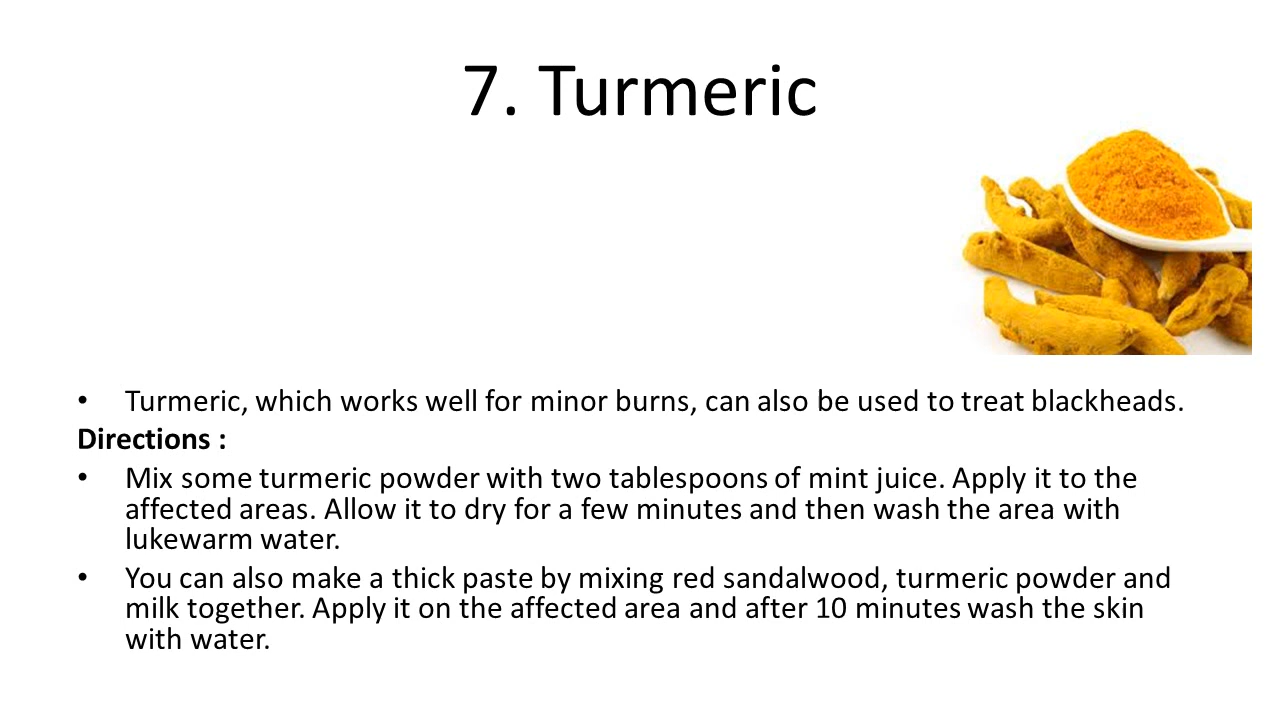 7. Turmeric
• Turmeric, which works well for minor burns, can also be used to treat blackheads.
Directions :
• Mix some turmeric powder with two tablespoons of mint juice. Apply it to the
affected areas. Allow it to dry for a few minutes and then wash the area with
lukewarm water.
• You can also make a thick paste by mixing red sandalwood, turmeric powder and
milk together. Apply it on the affected area and after 10 minutes wash the skin
with water.